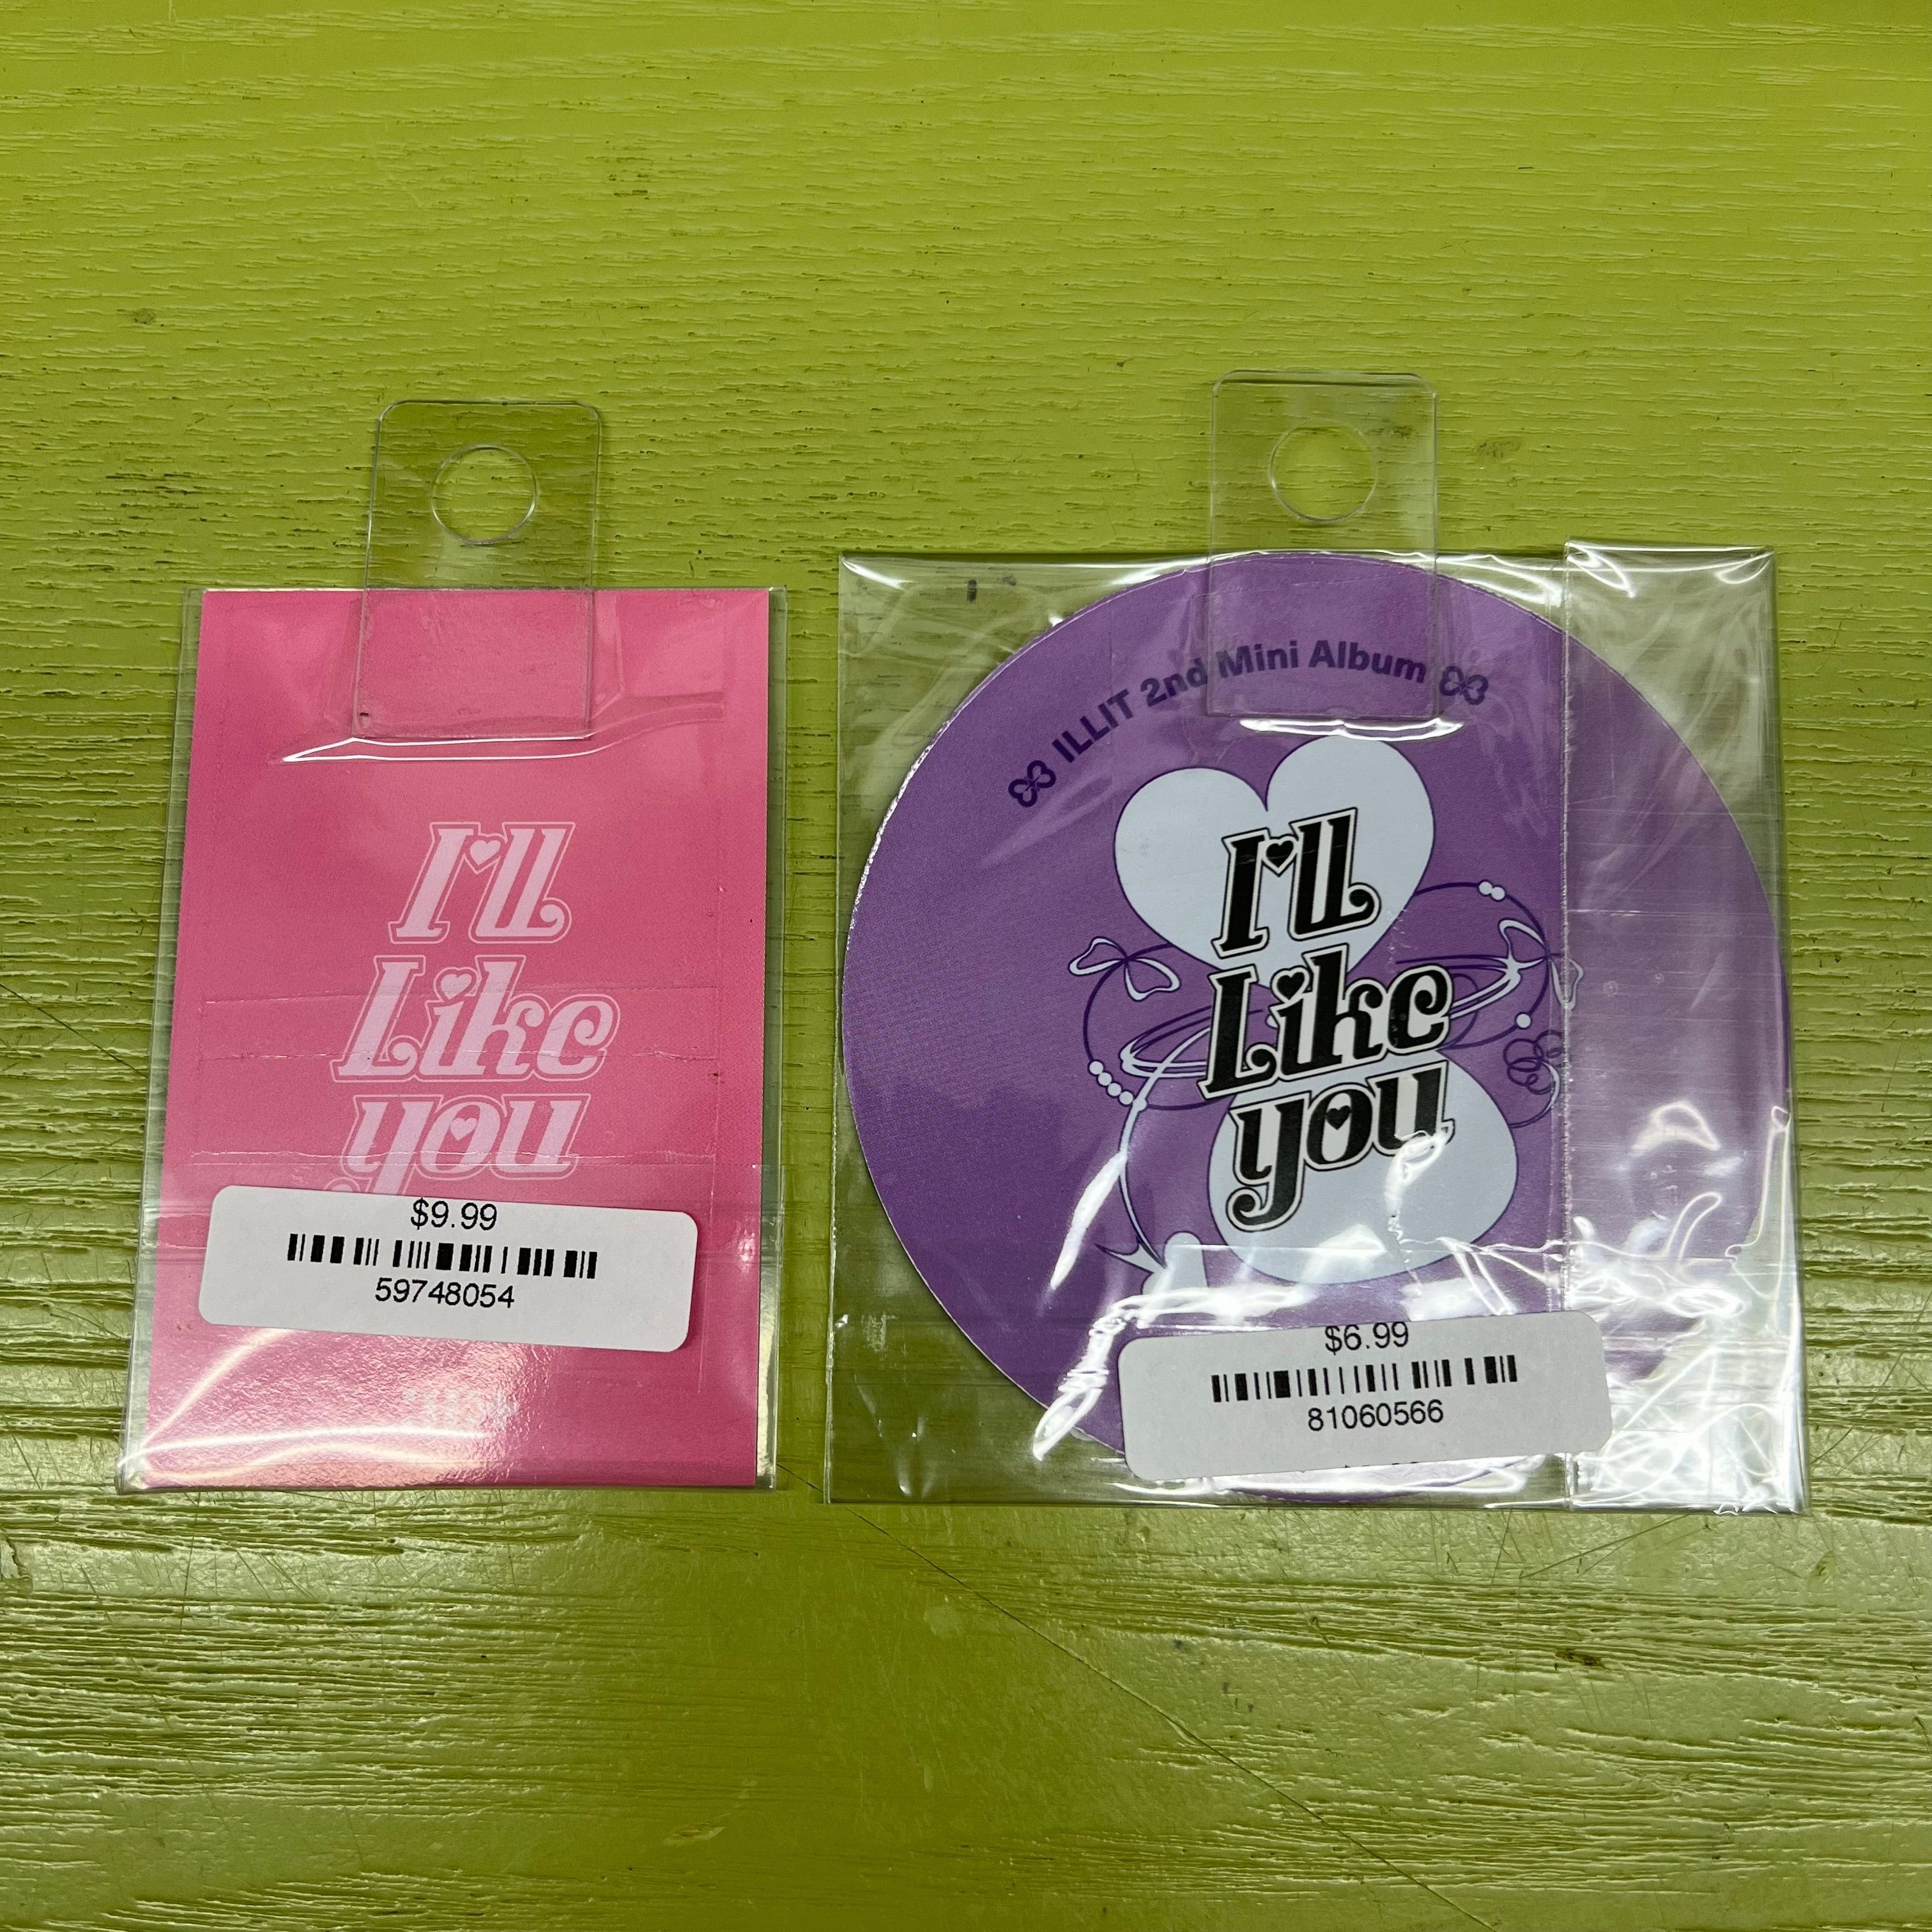 I'll
Like
you
$9.99
59748054
ILLIT 2nd Mini Album
I'll
Like
you
$6.99
81060566